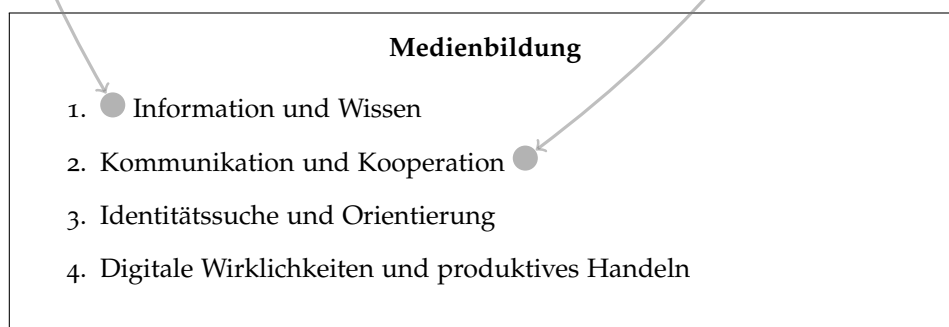 Medienbildung
1. Information und Wissen
2. Kommunikation und Kooperation
3. Identitätssuche und Orientierung
4. Digitale Wirklichkeiten und produktives Handeln